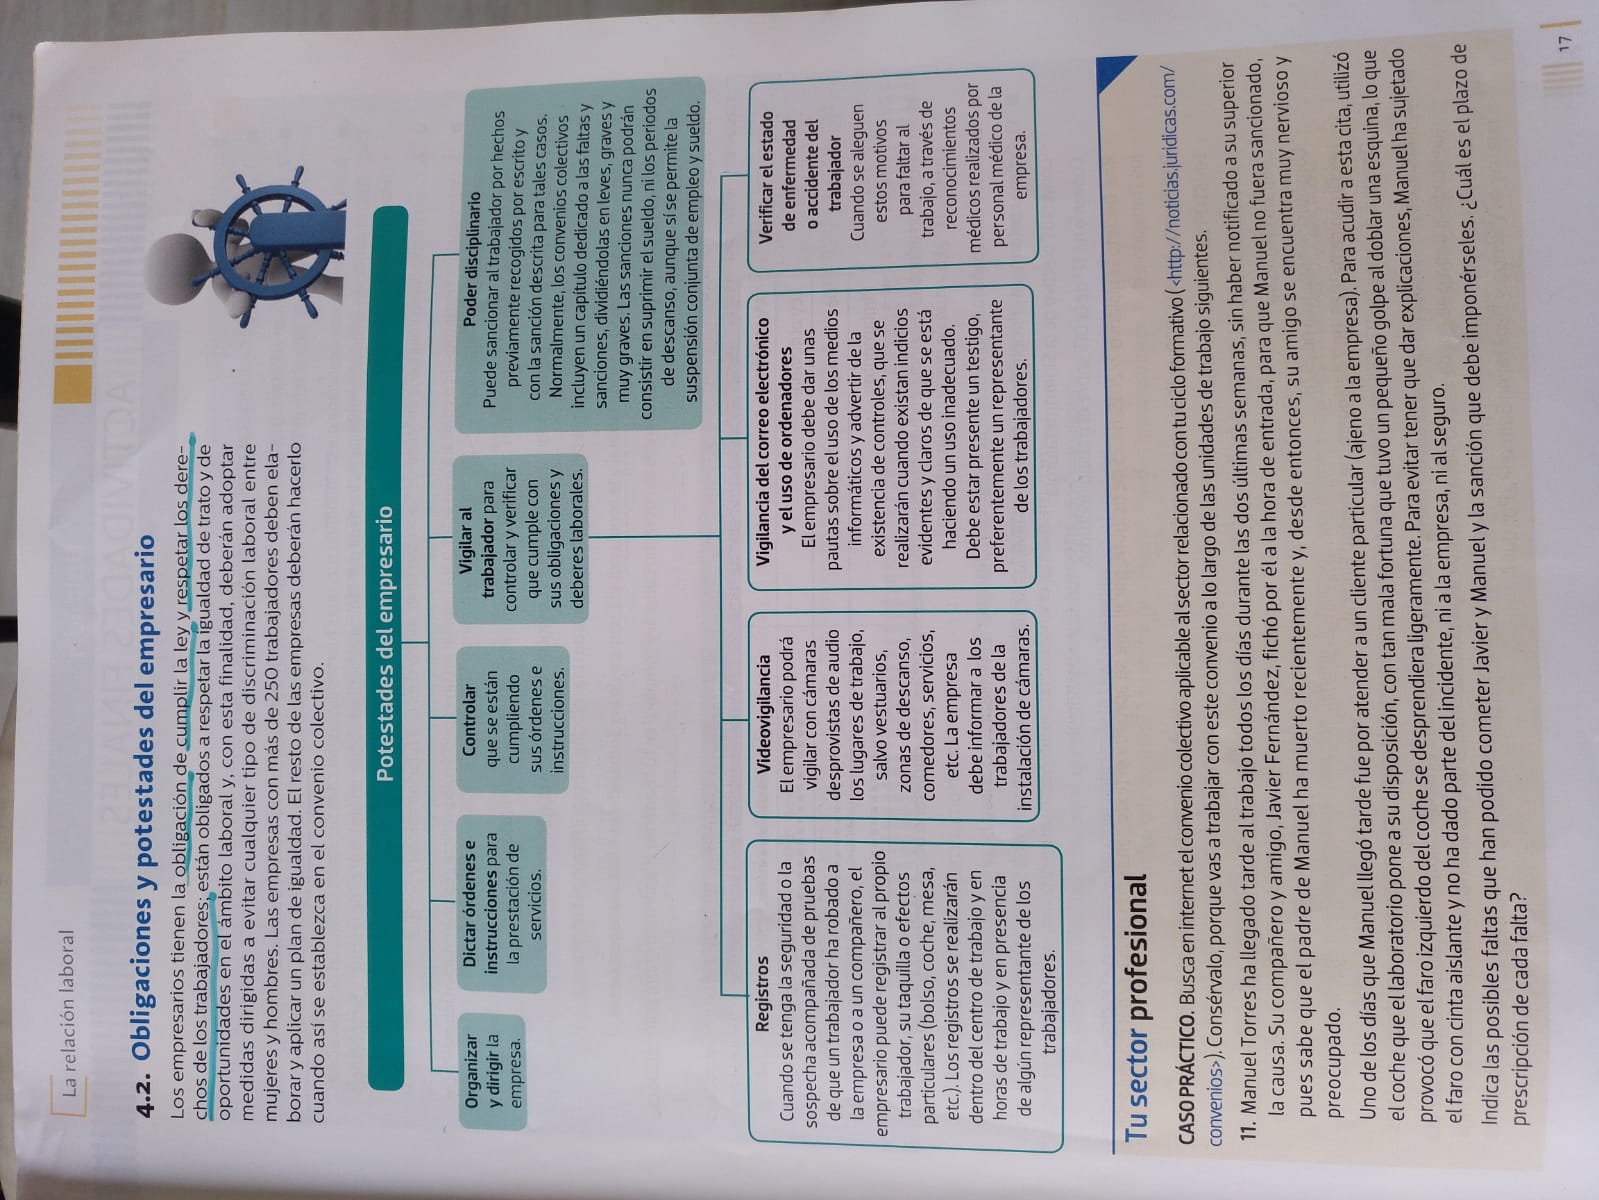 La relación laboral
4.2. Obligaciones y potestades del empresario
Los empresarios tienen la obligación de cumplir la ley y respetar los dere-
chos de los trabajadores; están obligados a respetar la igualdad de trato y de
oportunidades en el ámbito laboral y, con esta finalidad, deberán adoptar
medidas dirigidas a evitar cualquier tipo de discriminación laboral entre
mujeres y hombres. Las empresas con más de 250 trabajadores deben ela-
borar y aplicar un plan de igualdad. El resto de las empresas deberán hacerlo
cuando así se establezca en el convenio colectivo.
Potestades del empresario
Organizar
y dirigir la
empresa.
Dictar órdenes e
instrucciones para
la prestación de
servicios.
Controlar
que se están
cumpliendo
sus órdenes e
instrucciones.
Vigilar al
trabajador para
controlar y verificar
que cumple con
sus obligaciones y
deberes laborales.
Poder disciplinario
Puede sancionar al trabajador por hechos
previamente recogidos por escrito y
con la sanción descrita para tales casos.
Normalmente, los convenios colectivos
incluyen un capítulo dedicado a las faltas y
sanciones, dividiéndolas en leves, graves y
muy graves. Las sanciones nunca podrán
consistir en suprimir el sueldo, ni los periodos
de descanso, aunque sí se permite la
suspensión conjunta de empleo y sueldo.
Registros
Cuando se tenga la seguridad o la
sospecha acompañada de pruebas
de que un trabajador ha robado a
la empresa o a un compañero, el
empresario puede registrar al propio
trabajador, su taquilla o efectos
particulares (bolso, coche, mesa,
etc.). Los registros se realizarán
dentro del centro de trabajo y en
horas de trabajo y en presencia
de algún representante de los
trabajadores.
Videovigilancia
El empresario podrá
vigilar con cámaras
desprovistas de audio
los lugares de trabajo,
salvo vestuarios,
zonas de descanso,
comedores, servicios,
etc. La empresa
debe informar a los
trabajadores de la
instalación de cámaras.
Vigilancia del correo electrónico
y el uso de ordenadores
El empresario debe dar unas
pautas sobre el uso de los medios
informáticos y advertir de la
existencia de controles, que se
realizarán cuando existan indicios
evidentes y claros de que se está
haciendo un uso inadecuado.
Debe estar presente un testigo,
preferentemente un representante
de los trabajadores.
Verificar el estado
de enfermedad
o accidente del
trabajador
Cuando se aleguen
estos motivos
para faltar al
trabajo, a través de
reconocimientos
médicos realizados por
personal médico de la
empresa.
Tu sector profesional
CASO PRÁCTICO. Busca en internet el convenio colectivo aplicable al sector relacionado con tu ciclo formativo (<http://noticias.juridicas.com/
convenios>). Consérvalo, porque vas a trabajar con este convenio a lo largo de las unidades de trabajo siguientes.
11. Manuel Torres ha llegado tarde al trabajo todos los días durante las dos últimas semanas, sin haber notificado a su superior
la causa. Su compañero y amigo, Javier Fernández, fichó por él a la hora de entrada, para que Manuel no fuera sancionado,
pues sabe que el padre de Manuel ha muerto recientemente y, desde entonces, su amigo se encuentra muy nervioso y
preocupado.
Uno de los días que Manuel llegó tarde fue por atender a un cliente particular (ajeno a la empresa). Para acudir a esta cita, utilizó
el coche que el laboratorio pone a su disposición, con tan mala fortuna que tuvo un pequeño golpe al doblar una esquina, lo que
provocó que el faro izquierdo del coche se desprendiera ligeramente. Para evitar tener que dar explicaciones, Manuel ha sujetado
el faro con cinta aislante y no ha dado parte del incidente, ni a la empresa, ni al seguro.
Indica las posibles faltas que han podido cometer Javier y Manuel y la sanción que debe imponérseles. ¿Cuál es el plazo de
prescripción de cada falta?
17